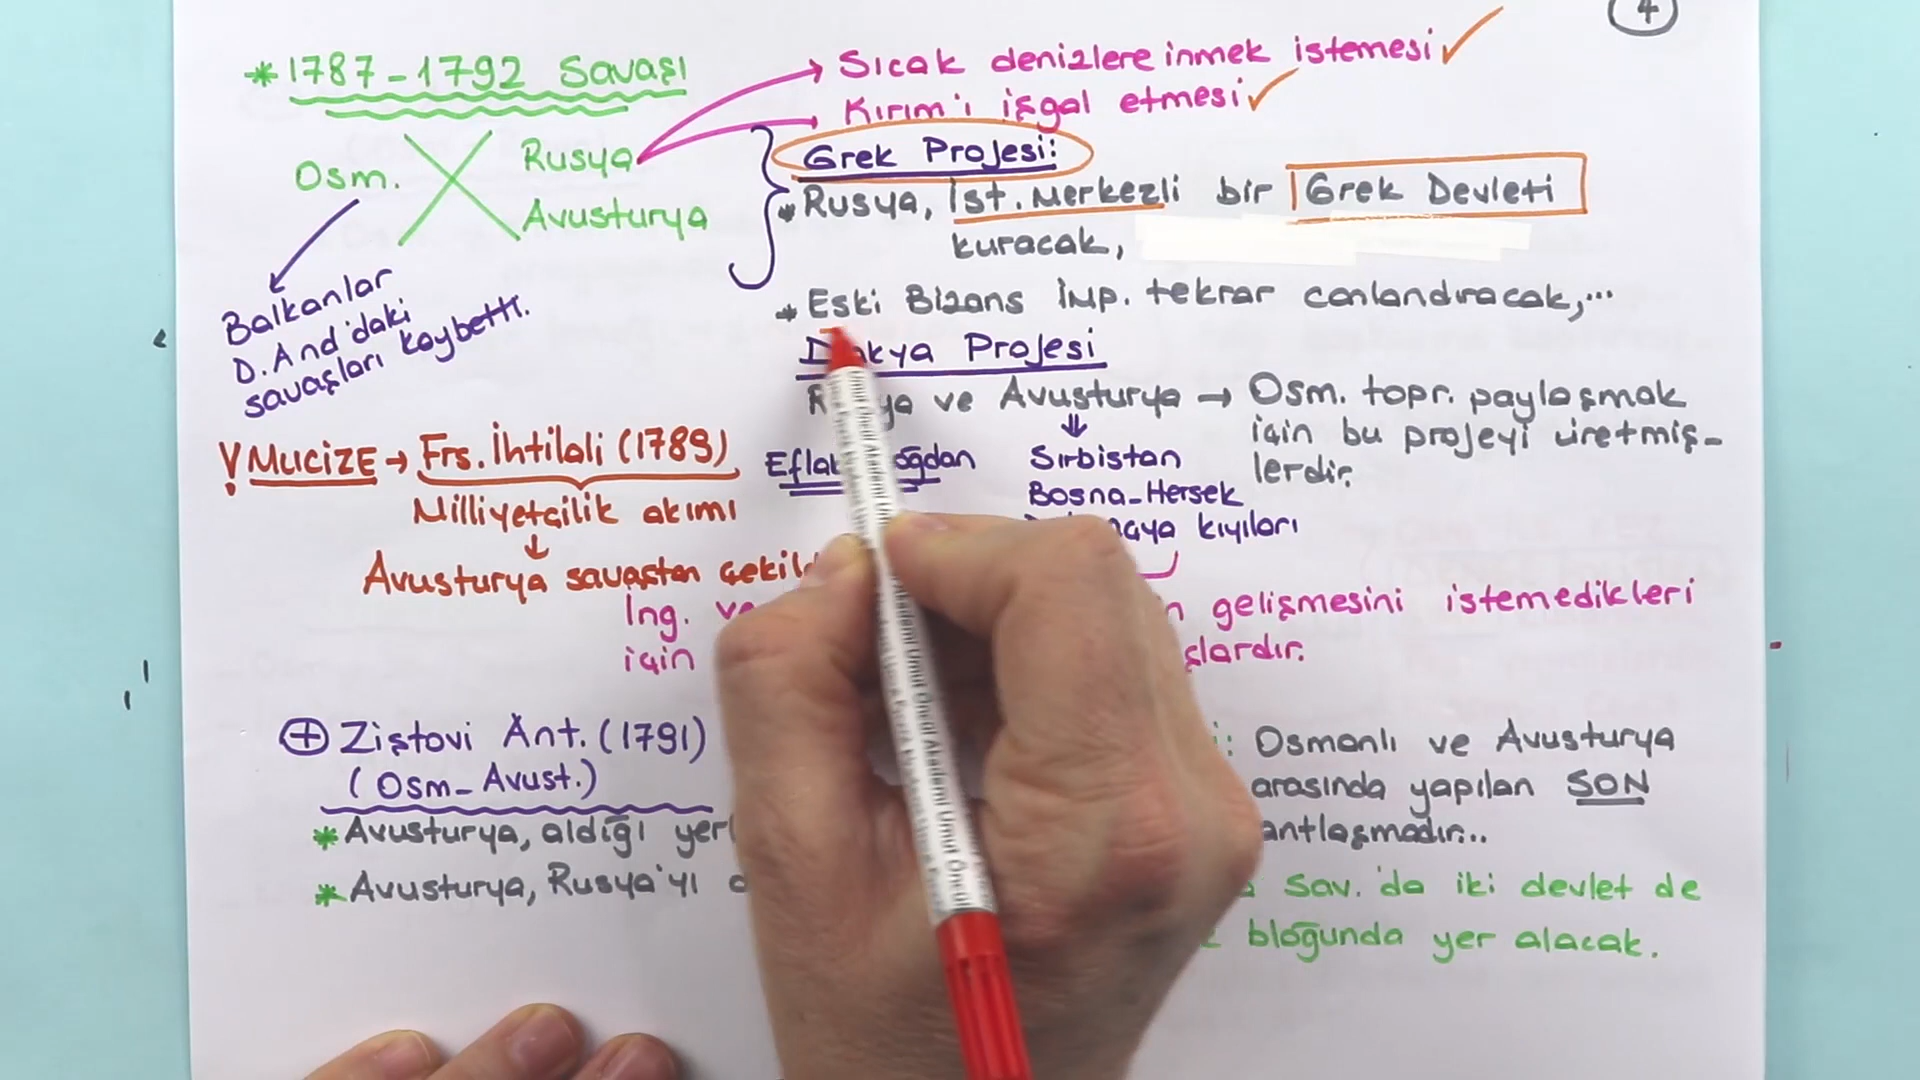 4
* 1787-1792 Savaşı
Sıcak denizlere inmek istemesi ✓
Kırım'ı işgal etmesi ✓
Osm.
Rusya
Avusturya
Grek Projesi:
* Rusya, İst. Merkezli bir Grek Devleti
kuracak,
* Eski Bizans İmp. tekrar canlandıracak,...
Balkanlar
D.And'daki
savaşları kaybetti.
Projesi
ve Avusturya → Osm. topr. paylaşmak
için bu projeyi üretmiş-
lerdir.
Sırbistan
Bosna-Hersek
kıyıları
! Mucize → Frs. İhtilali (1789)
Milliyetçilik akımı
↓
Avusturya savaştan
İng.
gelişmesini istemedikleri
için
⊕ Ziştovi Ant. (1791)
(Osm-Avust.)
* Avusturya, aldığı
* Avusturya, Rusya'yı
Osmanlı ve Avusturya
arasında yapılan SON
antlaşmadır...
Sav.'da iki devlet de
bloğunda yer alacak.